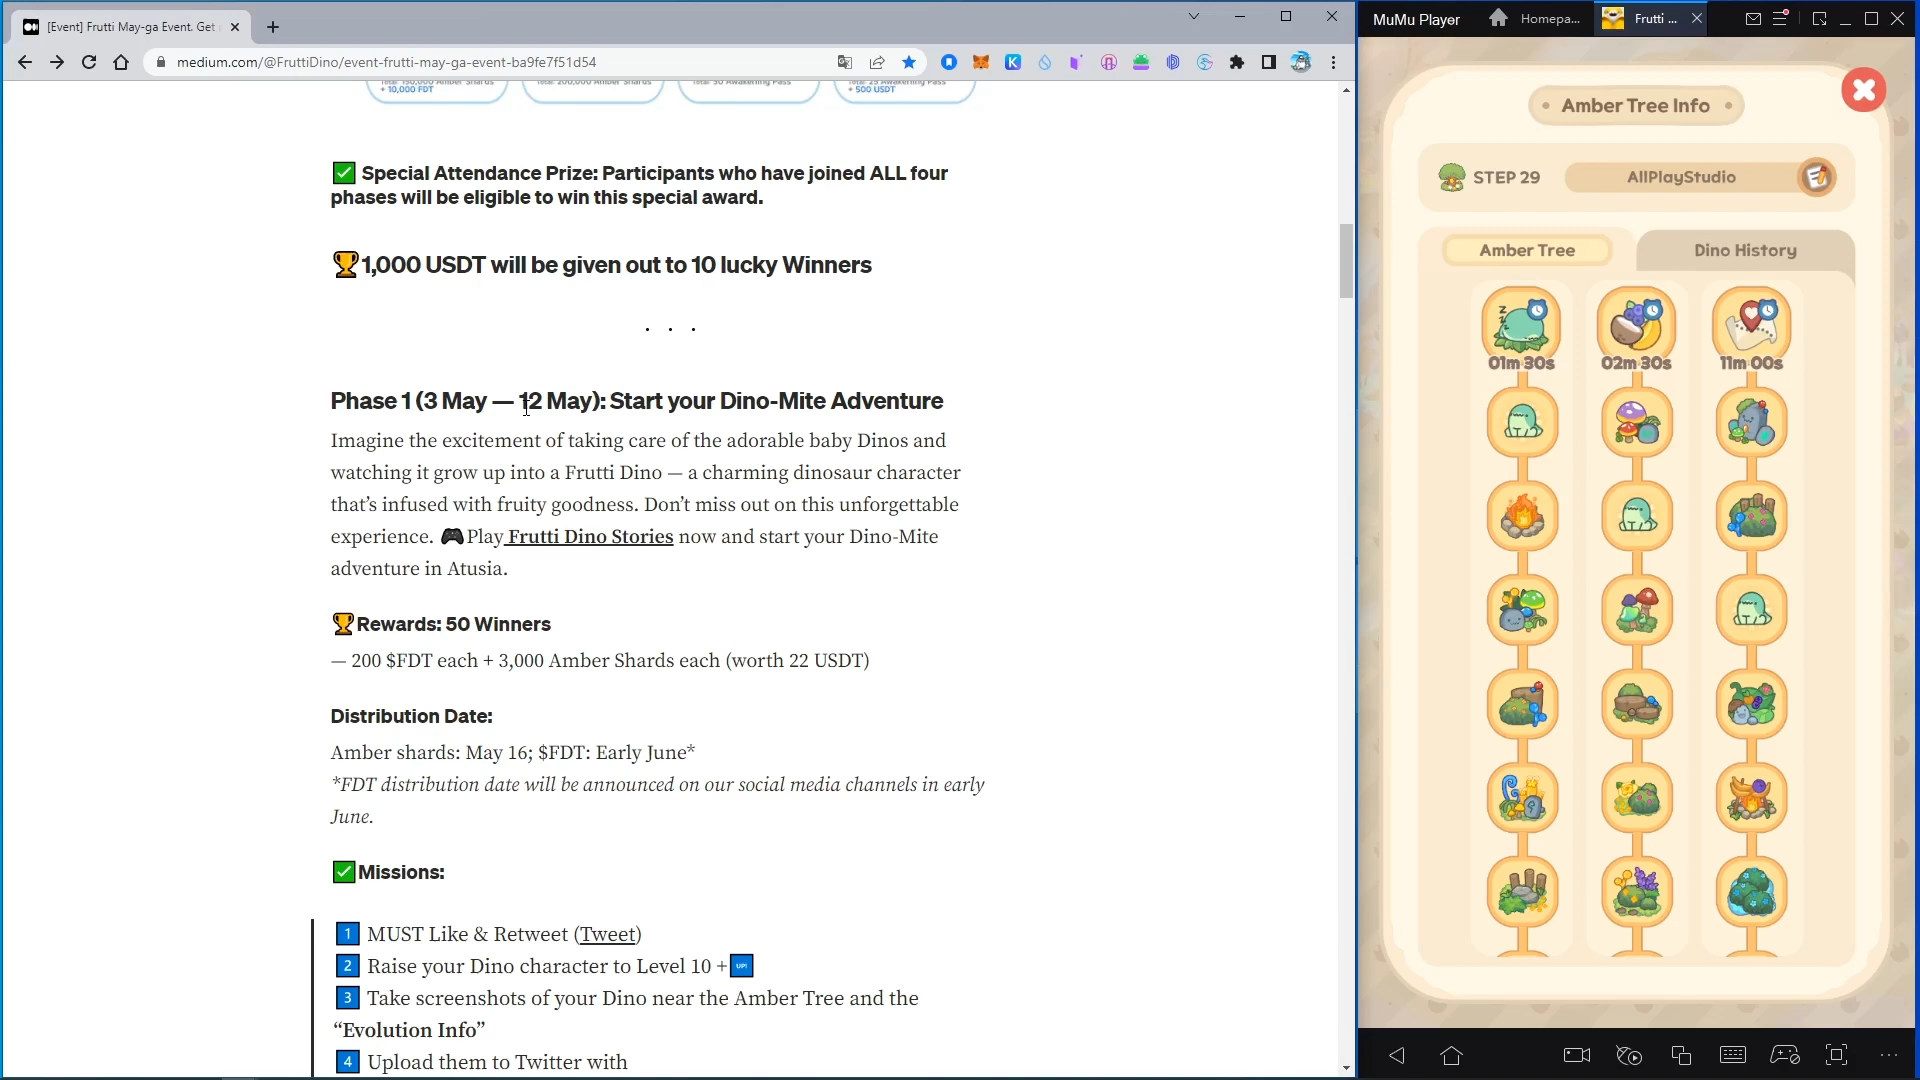 [Event] Frutti May-ga Event. Get
medium.com/@FruttiDino/event-frutti-may-ga-event-ba9fe7f51d54
MuMu Player
Homepa...
Frutti ...
+ 10,000 FDT
+ 500 USDT
Special Attendance Prize: Participants who have joined ALL four
phases will be eligible to win this special award.
1,000 USDT will be given out to 10 lucky Winners
. . .
Phase 1 (3 May — 12 May): Start your Dino-Mite Adventure
Imagine the excitement of taking care of the adorable baby Dinos and
watching it grow up into a Frutti Dino — a charming dinosaur character
that’s infused with fruity goodness. Don’t miss out on this unforgettable
experience. 🎮Play Frutti Dino Stories now and start your Dino-Mite
adventure in Atusia.
Rewards: 50 Winners
— 200 $FDT each + 3,000 Amber Shards each (worth 22 USDT)
Distribution Date:
Amber shards: May 16; $FDT: Early June*
*FDT distribution date will be announced on our social media channels in early
June.
Missions:
1 MUST Like & Retweet (Tweet)
2 Raise your Dino character to Level 10 + UP!
3 Take screenshots of your Dino near the Amber Tree and the
“Evolution Info”
4 Upload them to Twitter with
Amber Tree Info
STEP 29
AllPlayStudio
Amber Tree
Dino History
01m 30s
02m 30s
11m 00s